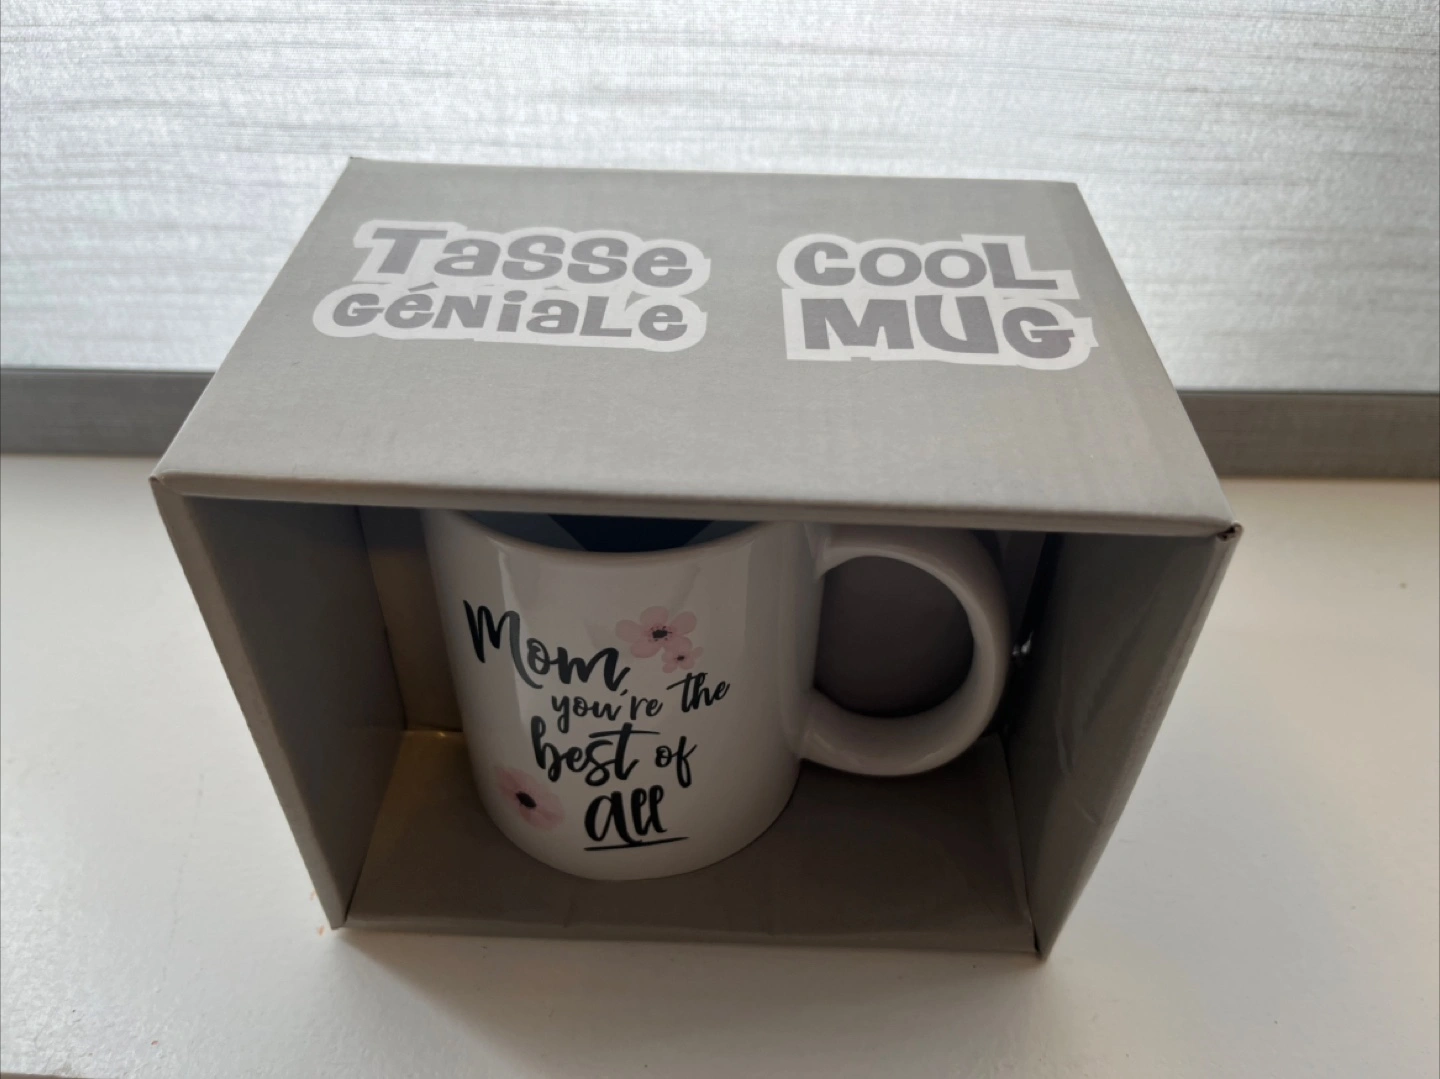 Tasse
Géniale
Cool
Mug
Mom,
you're the
best of
all